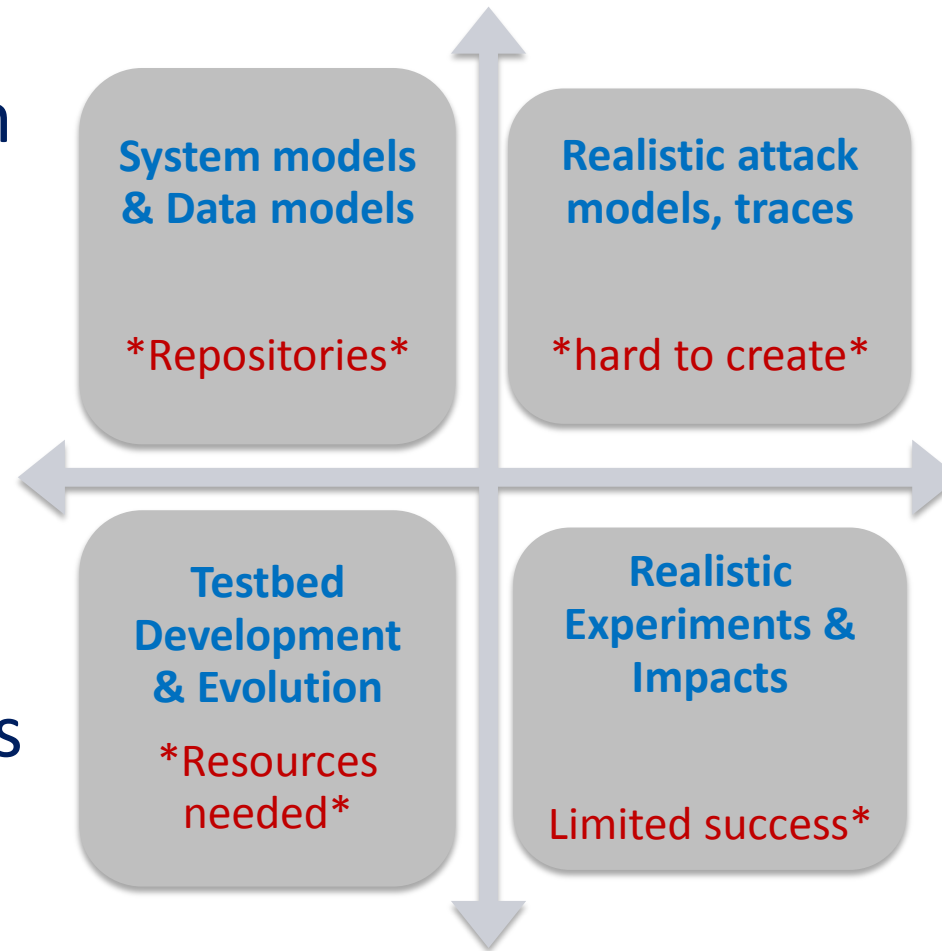 System models
& Data models
*Repositories*
Realistic attack
models, traces
*hard to create*
Testbed
Development
& Evolution
*Resources
needed*
Realistic
Experiments &
Impacts
Limited success*